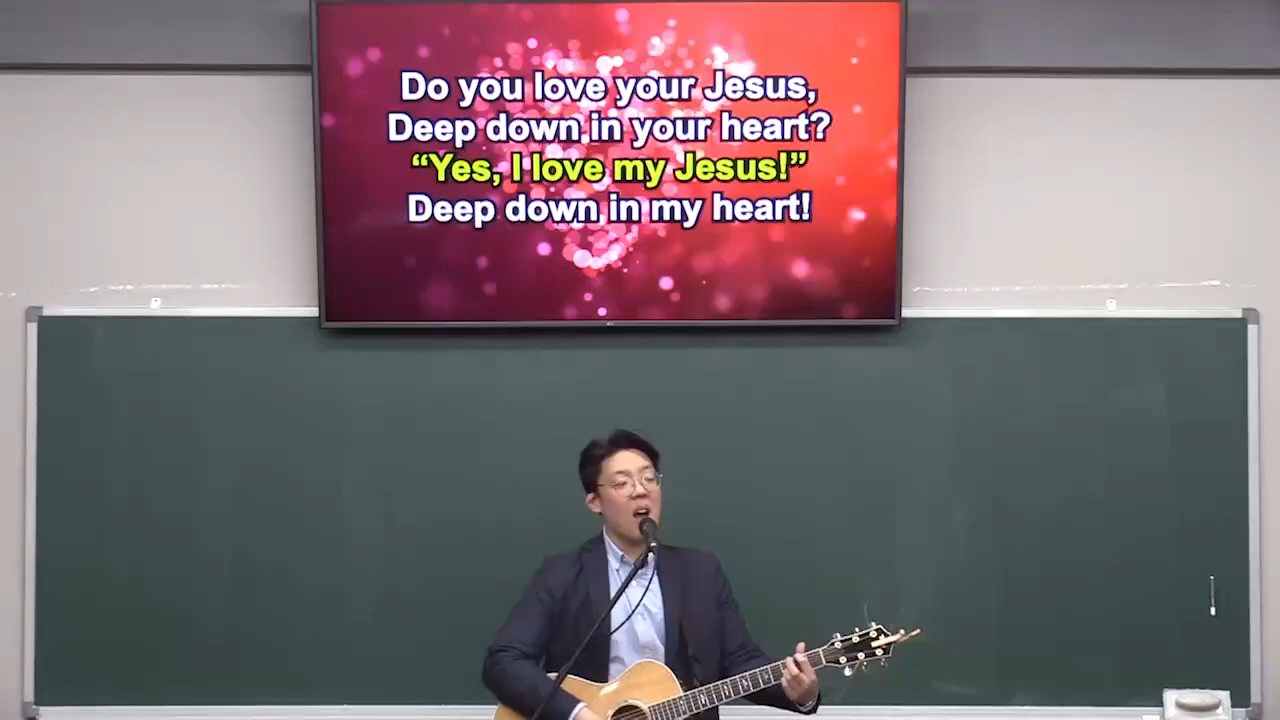 Do you love your Jesus,
Deep down in your heart?
“Yes, I love my Jesus!”
Deep down in my heart!